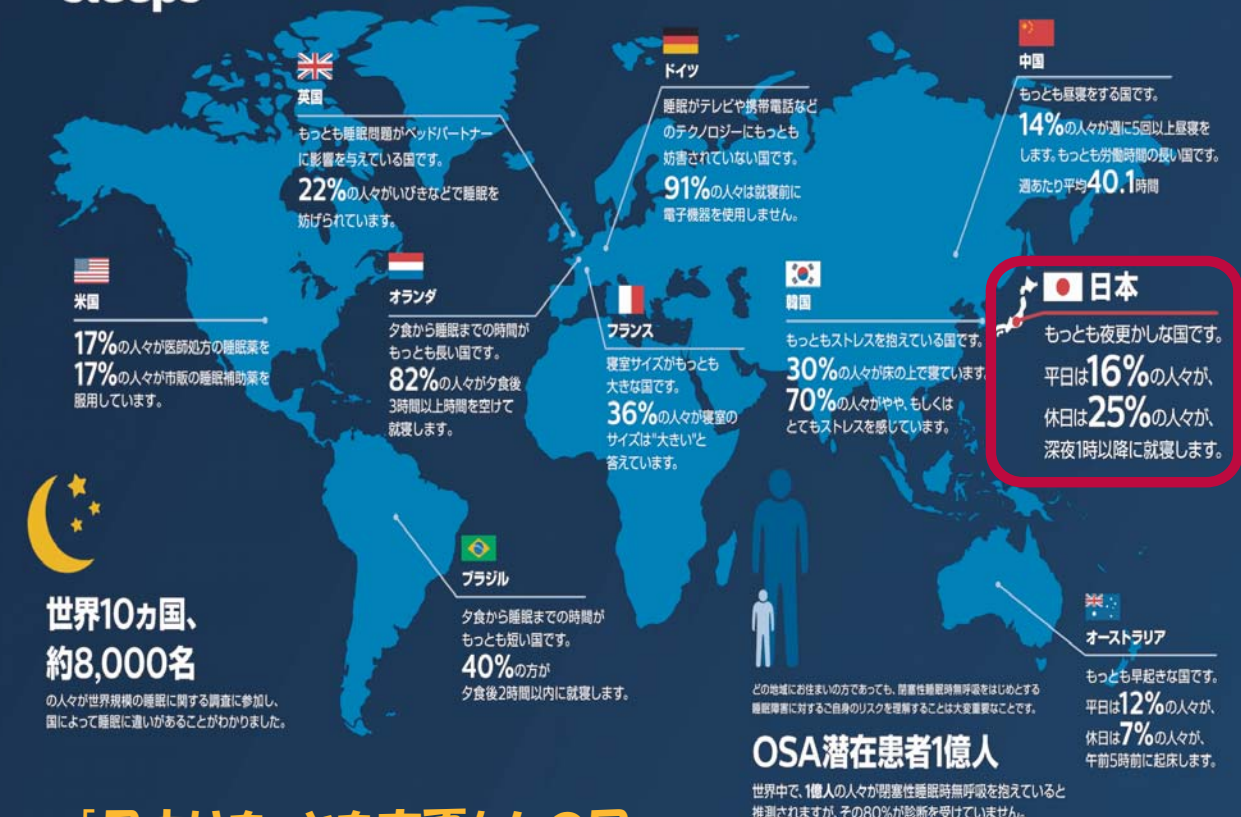 英国
もっとも睡眠問題がベッドパートナー
に影響を与えている国です。
22%の人々がいびきなどで睡眠を
妨げられています。
ドイツ
睡眠がテレビや携帯電話など
のテクノロジーにもっとも
妨害されていない国です。
91%の人々は就寝前に
電子機器を使用しません。
中国
もっとも昼寝をする国です。
14%の人々が週に5回以上昼寝を
します。もっとも労働時間の長い国です。
週あたり平均40.1時間
米国
17%の人々が医師処方の睡眠薬を
17%の人々が市販の睡眠補助薬を
服用しています。
オランダ
夕食から睡眠までの時間が
もっとも長い国です。
82%の人々が夕食後
3時間以上時間を空けて
就寝します。
フランス
寝室サイズがもっとも
大きな国です。
36%の人々が寝室の
サイズは"大きい"と
答えています。
韓国
もっともストレスを抱えている国です。
30%の人々が床の上で寝ています。
70%の人々がやや、もしくは
とてもストレスを感じています。
日本
もっとも夜更かしな国です。
平日は16%の人々が、
休日は25%の人々が、
深夜1時以降に就寝します。
世界10ヵ国、
約8,000名
の人々が世界規模の睡眠に関する調査に参加し、
国によって睡眠に違いがあることがわかりました。
ブラジル
夕食から睡眠までの時間が
もっとも短い国です。
40%の方が
夕食後2時間以内に就寝します。
どの地域にお住まいの方であっても、閉塞性睡眠時無呼吸をはじめとする
睡眠障害に対するご自身のリスクを理解することは大変重要なことです。
OSA潜在患者1億人
世界中で、1億人の人々が閉塞性睡眠時無呼吸を抱えていると
推測されますが、その80%が診断を受けていません。
オーストラリア
もっとも早起きな国です。
平日は12%の人々が、
休日は7%の人々が、
午前5時前に起床します。